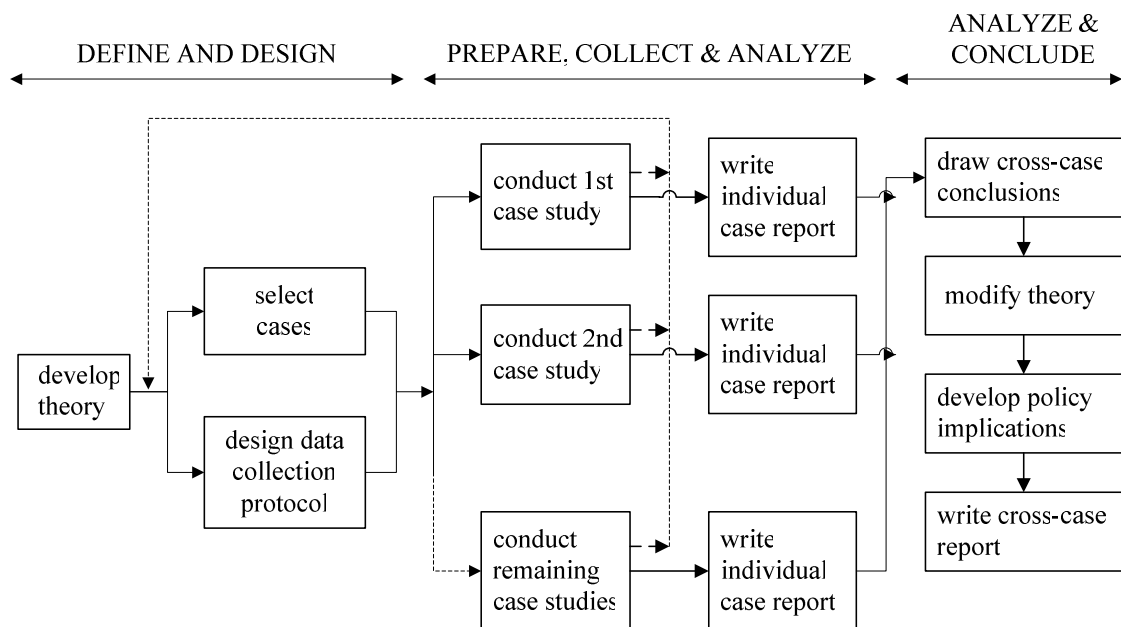 DEFINE AND DESIGN
PREPARE, COLLECT & ANALYZE
ANALYZE &
CONCLUDE
develop
theory
select
cases
design data
collection
protocol
conduct 1st
case study
conduct 2nd
case study
conduct
remaining
case studies
write
individual
case report
write
individual
case report
write
individual
case report
draw cross-case
conclusions
modify theory
develop policy
implications
write cross-case
report